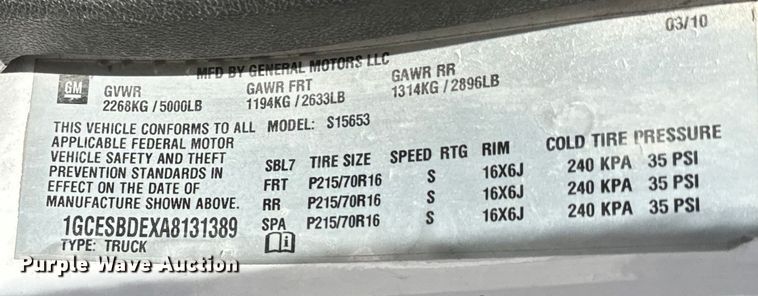 03/10
MFD BY GENERAL MOTORS LLC
GM
GVWR GAWR FRT GAWR RR
2268KG / 5000LB 1194KG / 2633LB 1314KG / 2896LB
THIS VEHICLE CONFORMS TO ALL
APPLICABLE FEDERAL MOTOR
VEHICLE SAFETY AND THEFT
PREVENTION STANDARDS IN
EFFECT ON THE DATE OF
MANUFACTURE SHOWN ABOVE.
1GCESBDEXA8131389
TYPE: TRUCK
MODEL: S15653
SBL7 TIRE SIZE SPEED RTG RIM COLD TIRE PRESSURE
FRT P215/70R16 S 16X6J 240 KPA 35 PSI
RR P215/70R16 S 16X6J 240 KPA 35 PSI
SPA P215/70R16 S 16X6J 240 KPA 35 PSI
Purple Wave Auction